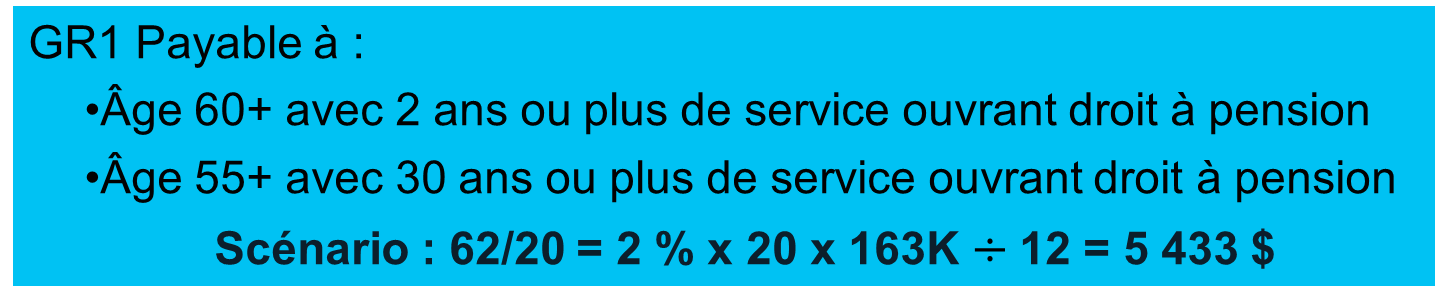 GR1 Payable à :
•Âge 60+ avec 2 ans ou plus de service ouvrant droit à pension
•Âge 55+ avec 30 ans ou plus de service ouvrant droit à pension
Scénario : 62/20 = 2 % x 20 x 163K ÷ 12 = 5 433 $